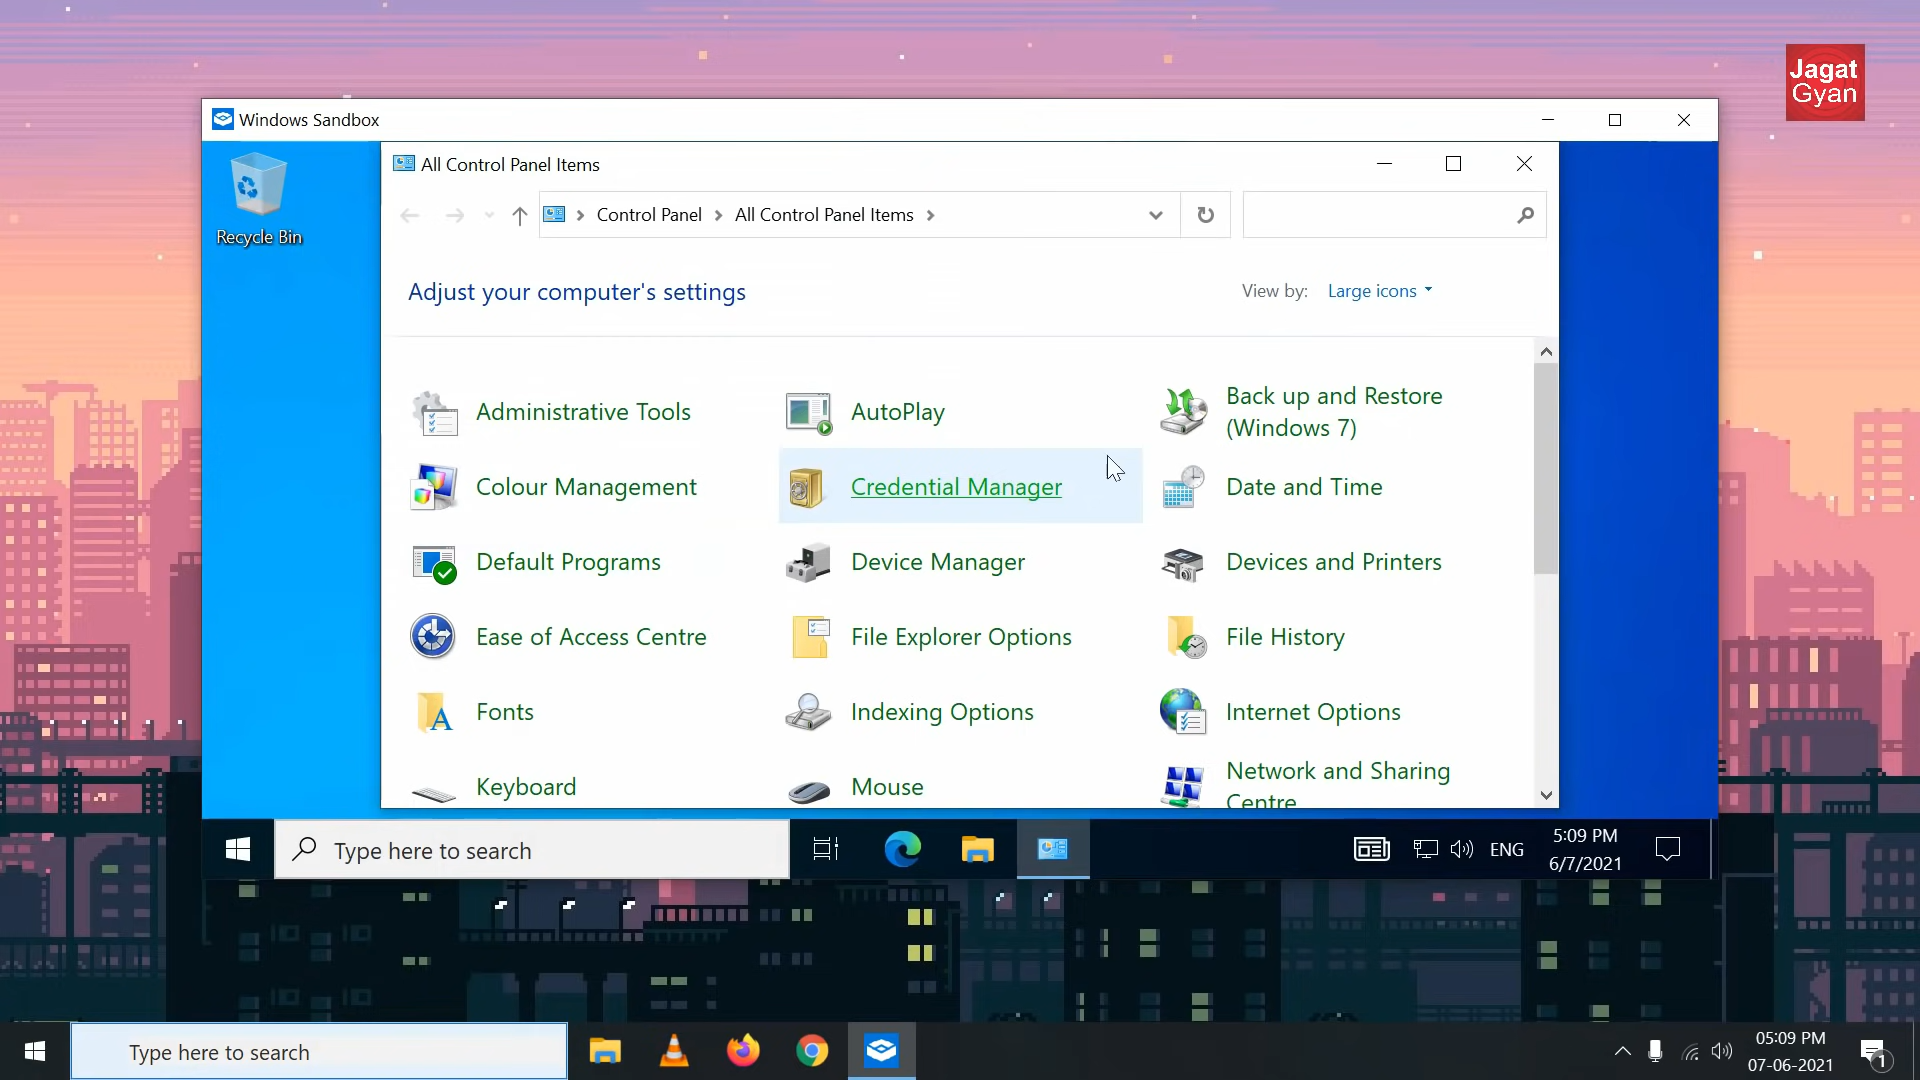 Jagat
Gyan
Windows Sandbox
Recycle Bin
All Control Panel Items
Control Panel
All Control Panel Items
Adjust your computer's settings
View by:
Large icons
Administrative Tools
AutoPlay
Back up and Restore
(Windows 7)
Colour Management
Credential Manager
Date and Time
Default Programs
Device Manager
Devices and Printers
Ease of Access Centre
File Explorer Options
File History
Fonts
Indexing Options
Internet Options
Keyboard
Mouse
Network and Sharing
Centre
Type here to search
ENG
5:09 PM
6/7/2021
Type here to search
05:09 PM
07-06-2021
1